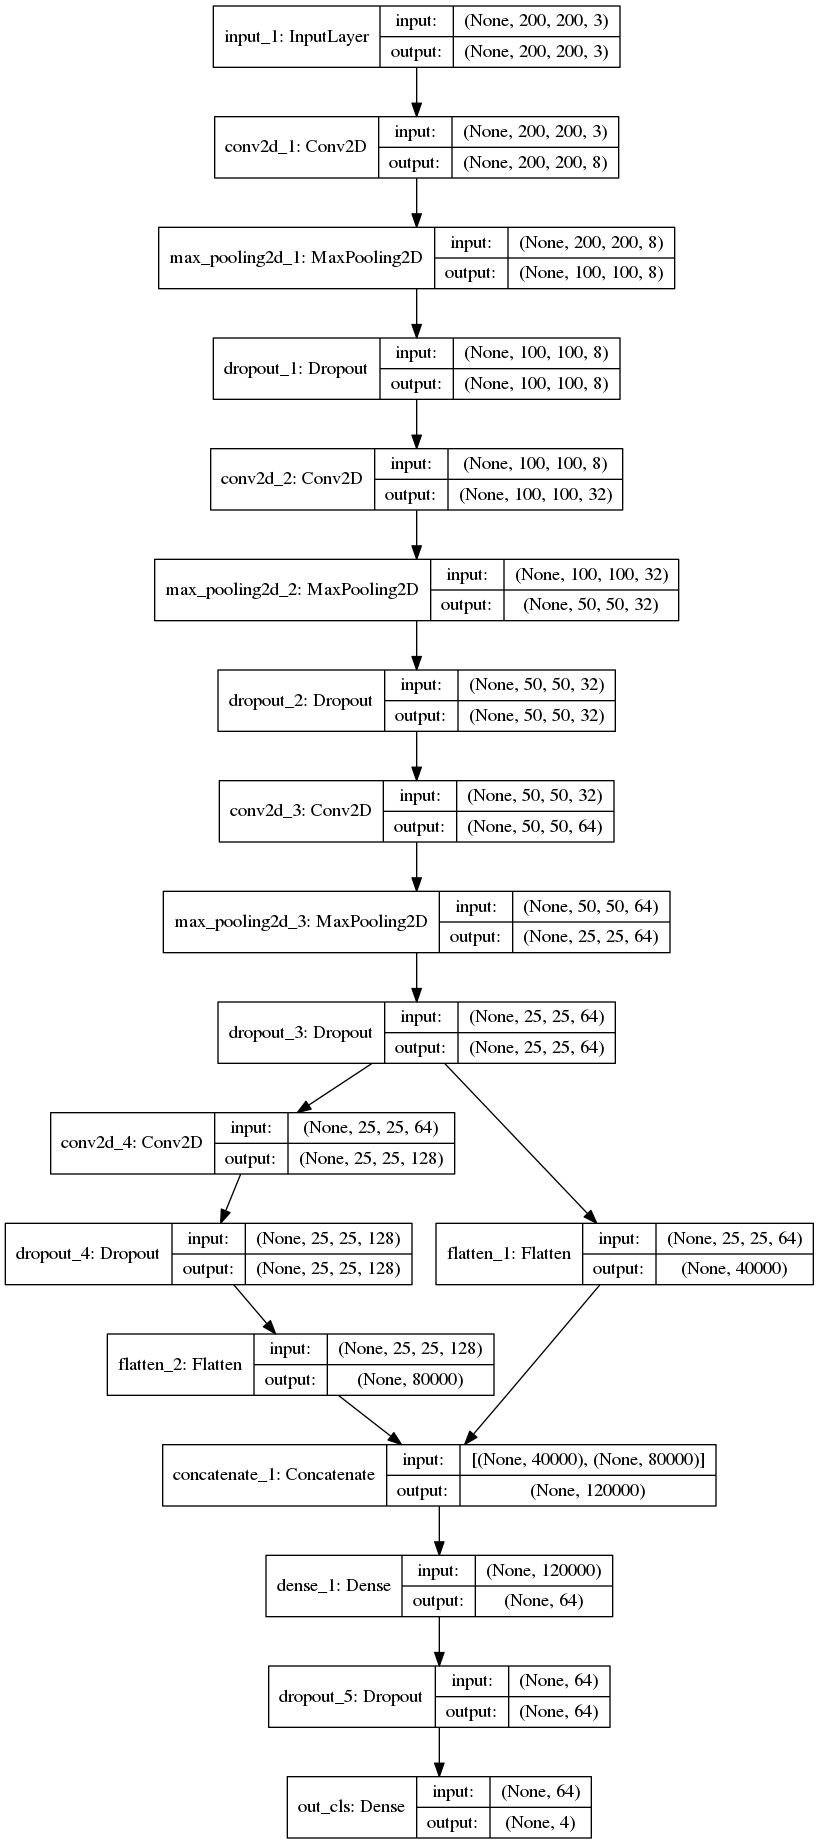 input_1: InputLayer
input: (None, 200, 200, 3)
output: (None, 200, 200, 3)
conv2d_1: Conv2D
input: (None, 200, 200, 3)
output: (None, 200, 200, 8)
max_pooling2d_1: MaxPooling2D
input: (None, 200, 200, 8)
output: (None, 100, 100, 8)
dropout_1: Dropout
input: (None, 100, 100, 8)
output: (None, 100, 100, 8)
conv2d_2: Conv2D
input: (None, 100, 100, 8)
output: (None, 100, 100, 32)
max_pooling2d_2: MaxPooling2D
input: (None, 100, 100, 32)
output: (None, 50, 50, 32)
dropout_2: Dropout
input: (None, 50, 50, 32)
output: (None, 50, 50, 32)
conv2d_3: Conv2D
input: (None, 50, 50, 32)
output: (None, 50, 50, 64)
max_pooling2d_3: MaxPooling2D
input: (None, 50, 50, 64)
output: (None, 25, 25, 64)
dropout_3: Dropout
input: (None, 25, 25, 64)
output: (None, 25, 25, 64)
conv2d_4: Conv2D
input: (None, 25, 25, 64)
output: (None, 25, 25, 128)
dropout_4: Dropout
input: (None, 25, 25, 128)
output: (None, 25, 25, 128)
flatten_1: Flatten
input: (None, 25, 25, 64)
output: (None, 40000)
flatten_2: Flatten
input: (None, 25, 25, 128)
output: (None, 80000)
concatenate_1: Concatenate
input: [(None, 40000), (None, 80000)]
output: (None, 120000)
dense_1: Dense
input: (None, 120000)
output: (None, 64)
dropout_5: Dropout
input: (None, 64)
output: (None, 64)
out_cls: Dense
input: (None, 64)
output: (None, 4)